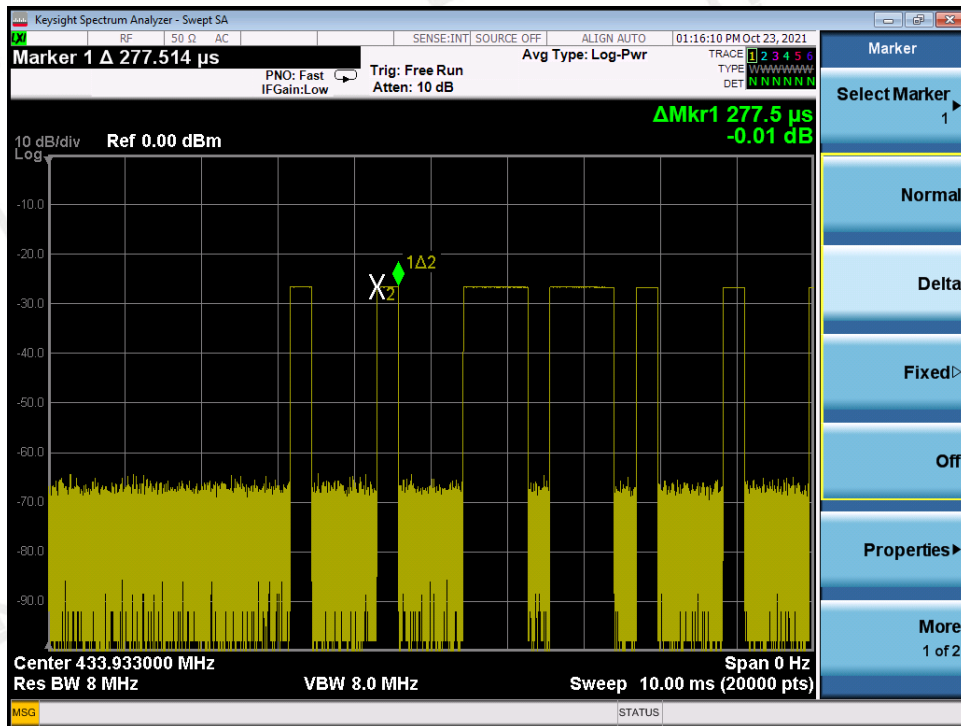 Keysight Spectrum Analyzer - Swept SA
LXI RF 50 Ω AC SENSE:INT SOURCE OFF ALIGN AUTO 01:16:10 PM Oct 23, 2021
Marker 1 Δ 277.514 µs
PNO: Fast
IFGain:Low
Trig: Free Run
Atten: 10 dB
Avg Type: Log-Pwr
TRACE 1 2 3 4 5 6
TYPE WWWWWWW
DET N N N N N N
ΔMkr1 277.5 µs
-0.01 dB
10 dB/div Ref 0.00 dBm
Log
-10.0
-20.0
-30.0
-40.0
-50.0
-60.0
-70.0
-80.0
-90.0
1Δ2
X2
Center 433.933000 MHz
Span 0 Hz
Res BW 8 MHz
VBW 8.0 MHz
Sweep 10.00 ms (20000 pts)
MSG
STATUS
Marker
Select Marker
1
Normal
Delta
Fixed
Off
Properties
More
1 of 2